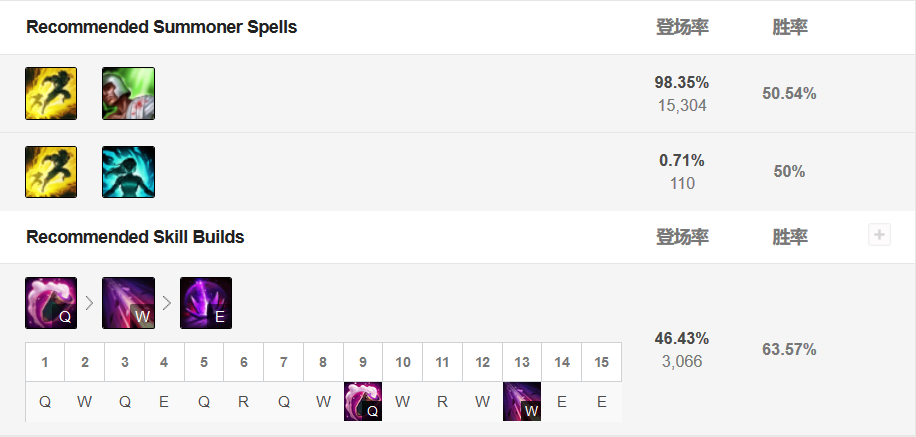 Recommended Summoner Spells 登场率 胜率
98.35%
15,304
50.54%
0.71%
110
50%
Recommended Skill Builds 登场率 胜率 +
Q > W > E
1 2 3 4 5 6 7 8 9 10 11 12 13 14 15
Q W Q E Q R Q W Q W R W W E E
46.43%
3,066
63.57%